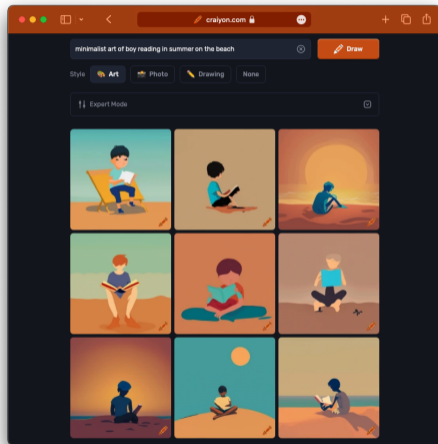 craiyon.com
minimalist art of boy reading in summer on the beach
Draw
Style
Art
Photo
Drawing
None
Expert Mode